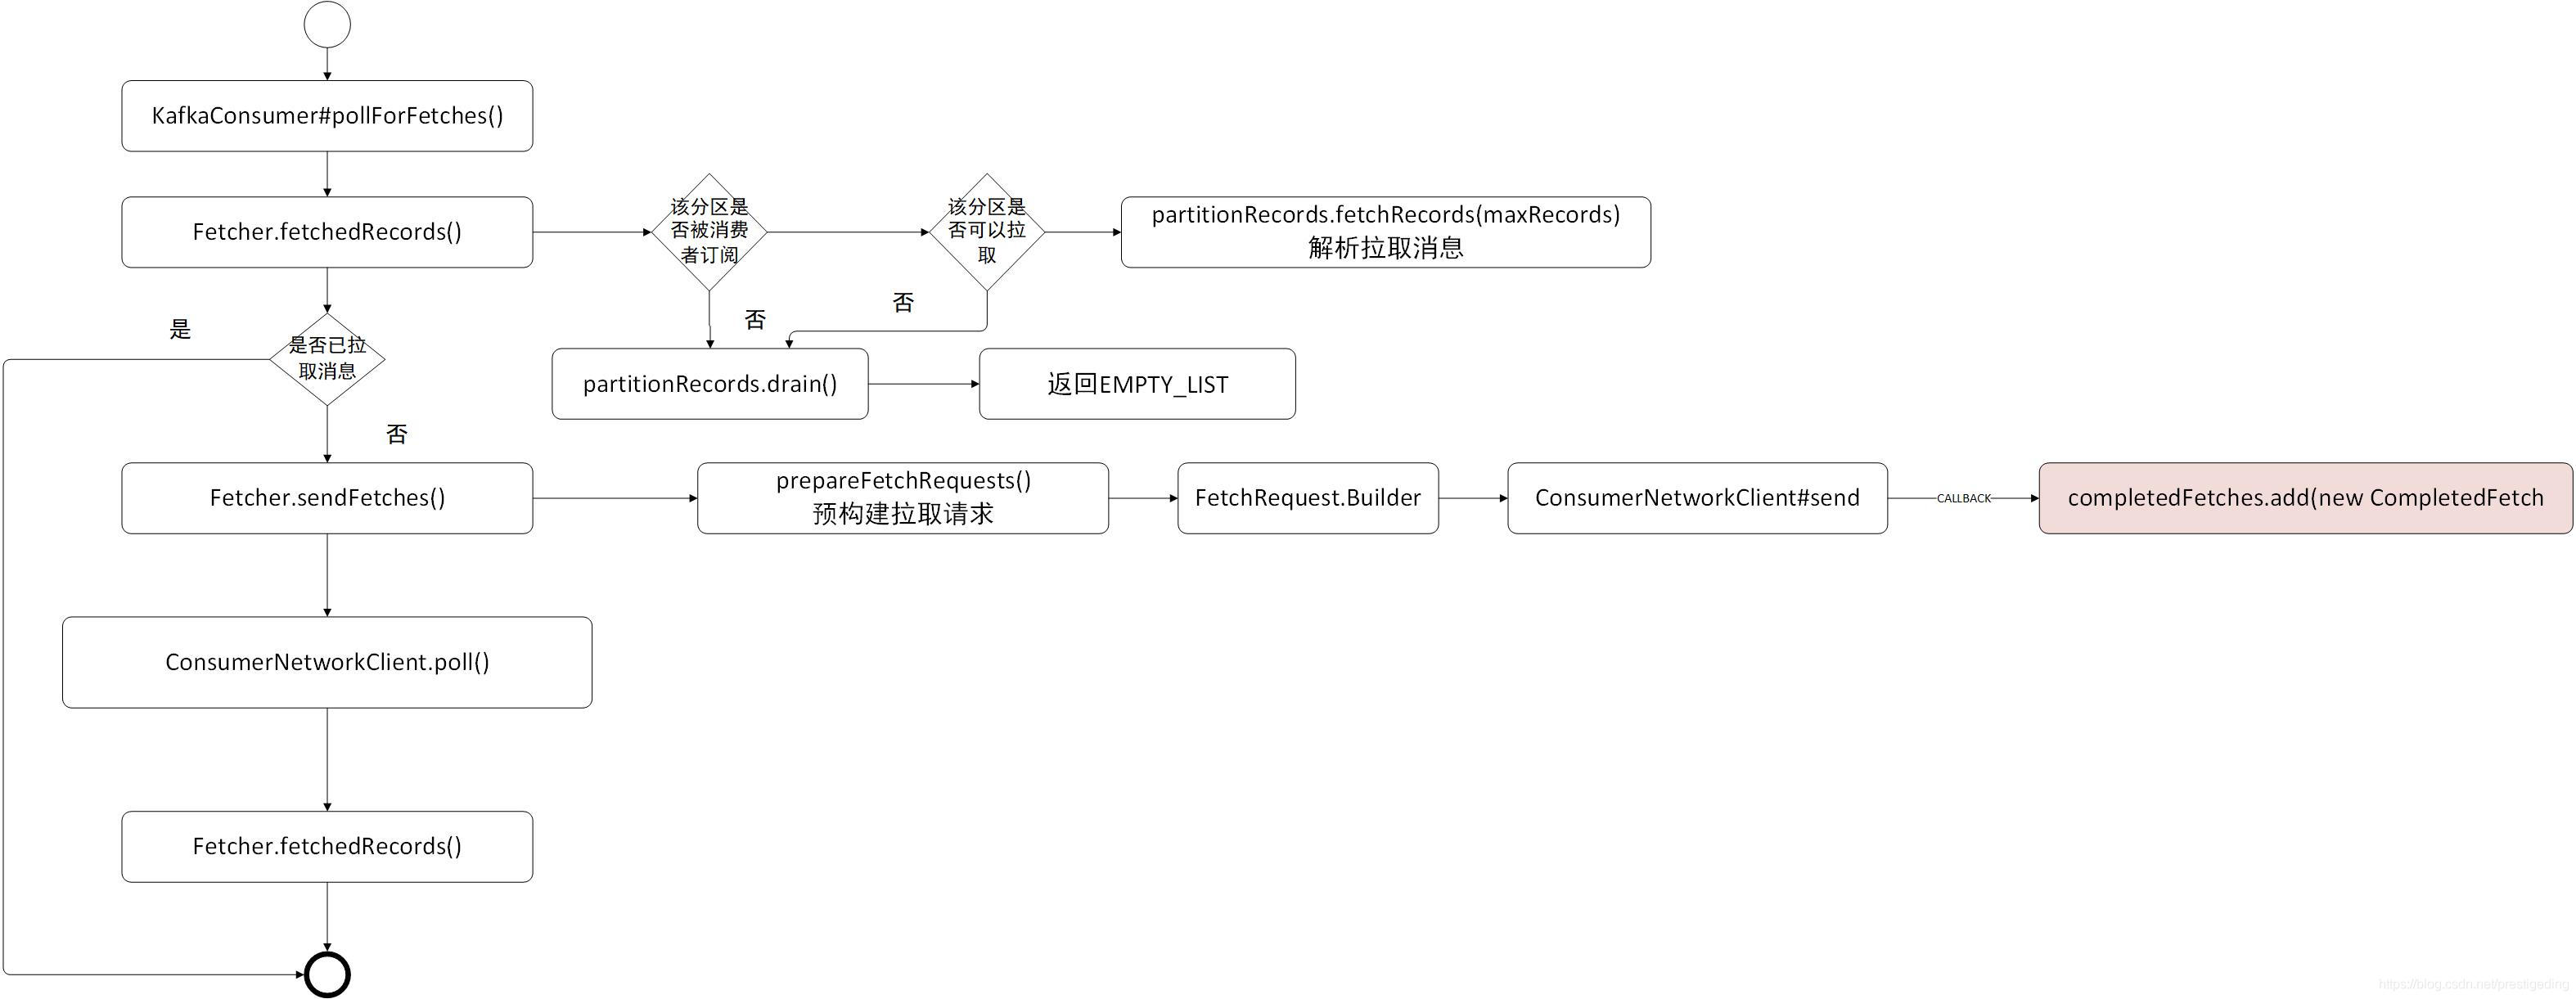 KafkaConsumer#pollForFetches()
Fetcher.fetchedRecords()
该分区是
否被消费
者订阅
该分区是
否可以拉
取
partitionRecords.fetchRecords(maxRecords)
解析拉取消息
否
否
是
是否已拉
取消息
partitionRecords.drain()
返回EMPTY_LIST
否
Fetcher.sendFetches()
prepareFetchRequests()
预构建拉取请求
FetchRequest.Builder
ConsumerNetworkClient#send
CALLBACK
completedFetches.add(new CompletedFetch
ConsumerNetworkClient.poll()
Fetcher.fetchedRecords()
https://blog.csdn.net/prestigeding